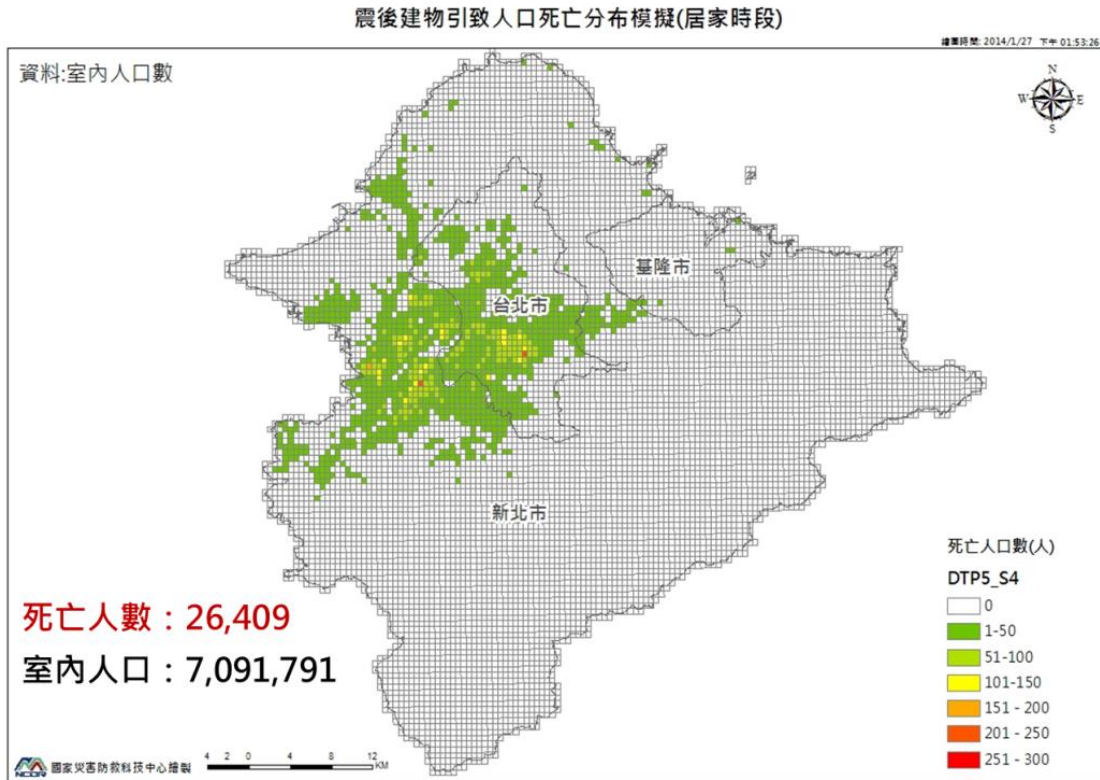 震後建物引致人口死亡分布模擬(居家時段)
繪圖時間: 2014/1/27 下午 01:53:26
資料:室內人口數
N
W
E
S
基隆市
台北市
新北市
死亡人數：26,409
室內人口：7,091,791
死亡人口數(人)
DTP5_S4
0
1-50
51-100
101-150
151 - 200
201 - 250
251 - 300
4 2 0 4 8 12
KM
NCDR 國家災害防救科技中心繪製